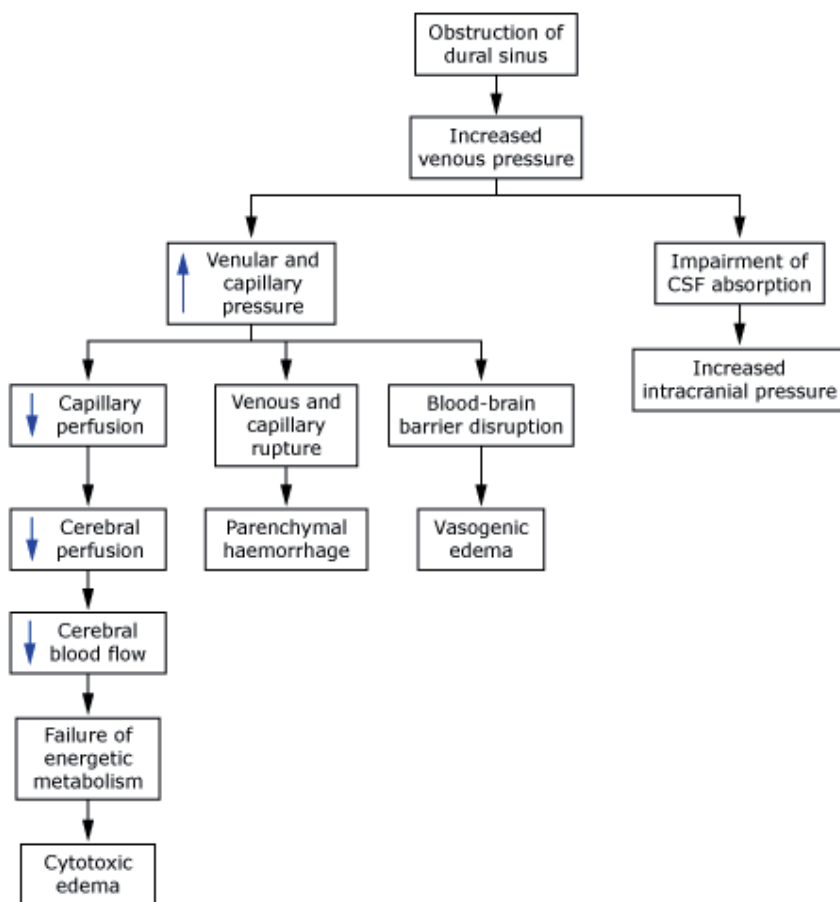 Obstruction of
dural sinus
Increased
venous pressure
Venular and
capillary
pressure
Impairment of
CSF absorption
Increased
intracranial pressure
Capillary
perfusion
Venous and
capillary
rupture
Blood-brain
barrier disruption
Cerebral
perfusion
Parenchymal
haemorrhage
Vasogenic
edema
Cerebral
blood flow
Failure of
energetic
metabolism
Cytotoxic
edema